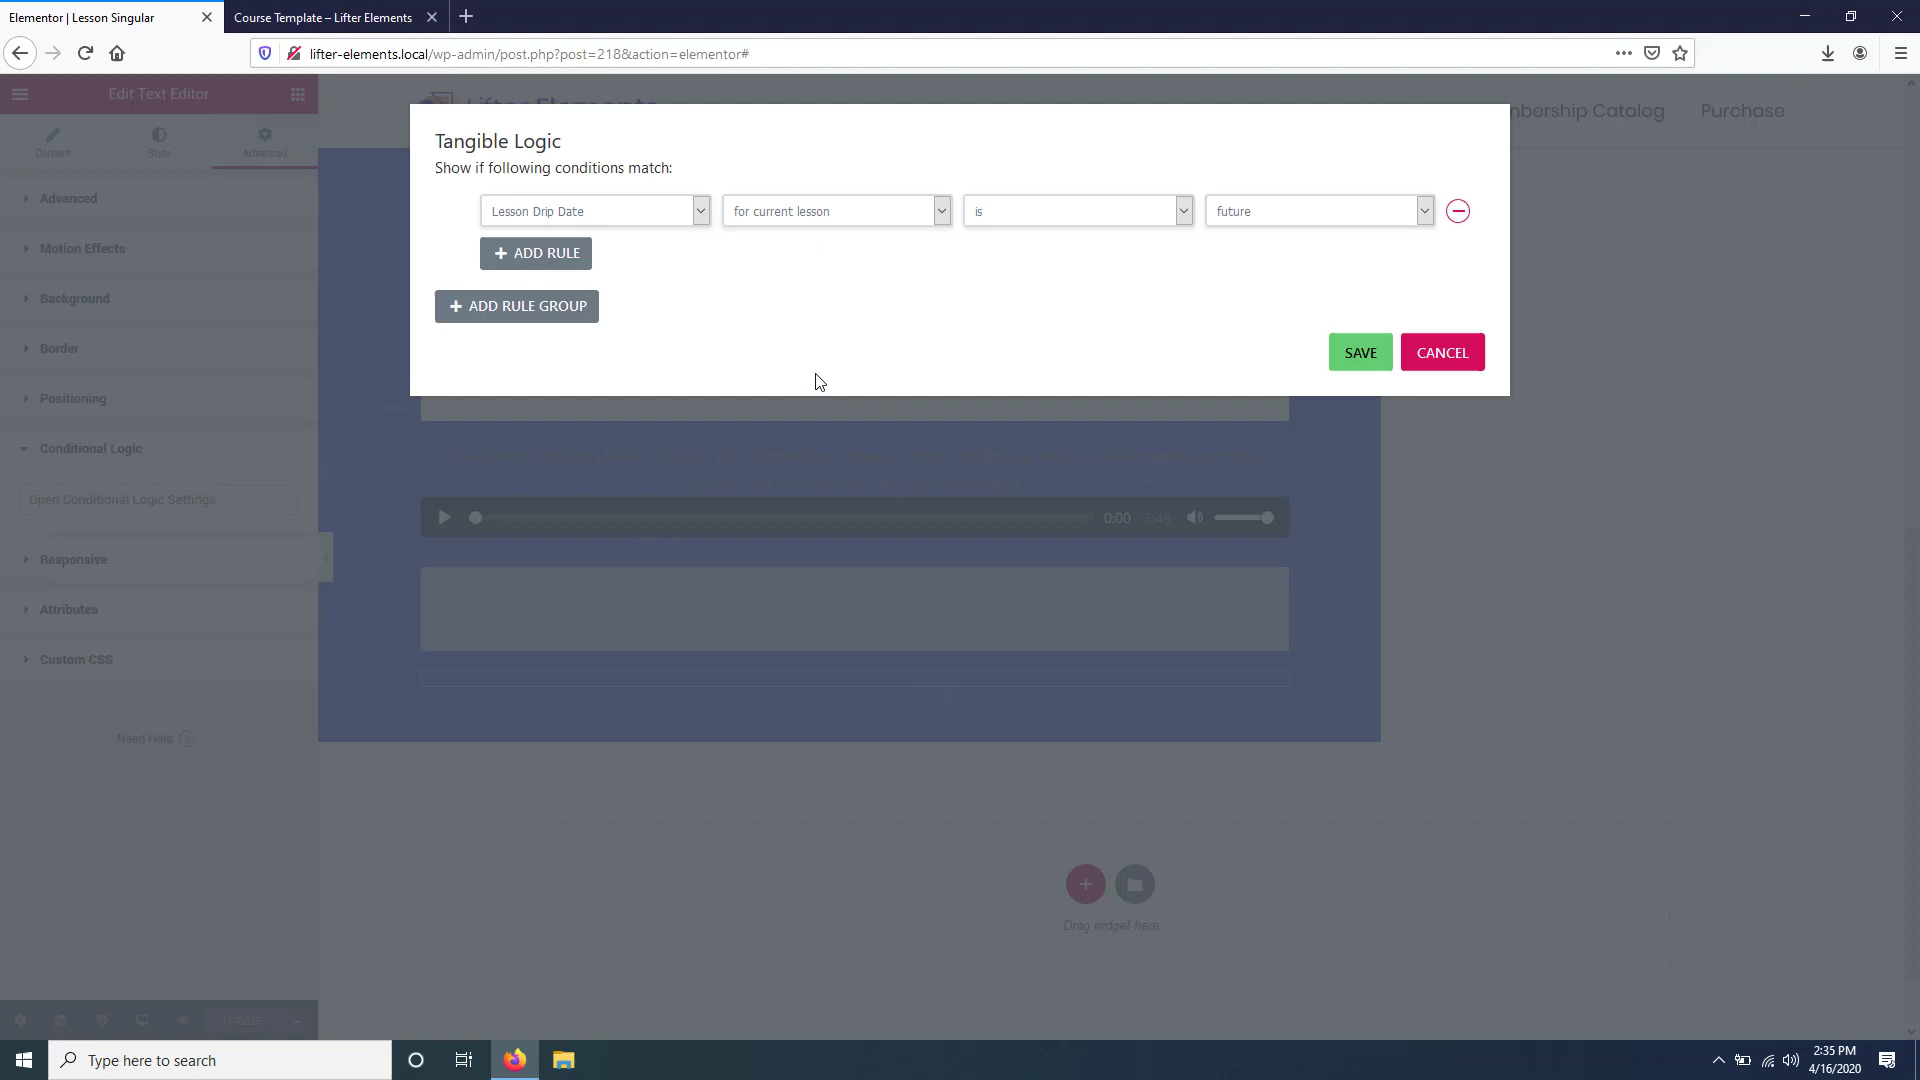 Elementor | Lesson Singular
Course Template – Lifter Elements
lifter-elements.local/wp-admin/post.php?post=218&action=elementor#
Edit Text Editor
Content
Style
Advanced
Lifter Elements
Membership Catalog
Purchase
Tangible Logic
Show if following conditions match:
Lesson Drip Date
for current lesson
is
future
ADD RULE
ADD RULE GROUP
SAVE
CANCEL
Advanced
Motion Effects
Background
Border
Positioning
Conditional Logic
Open Conditional Logic Settings
Responsive
Attributes
Custom CSS
Need Help
0:00 / 3:49
Drag widget here
UPDATE
Type here to search
2:35 PM
4/16/2020